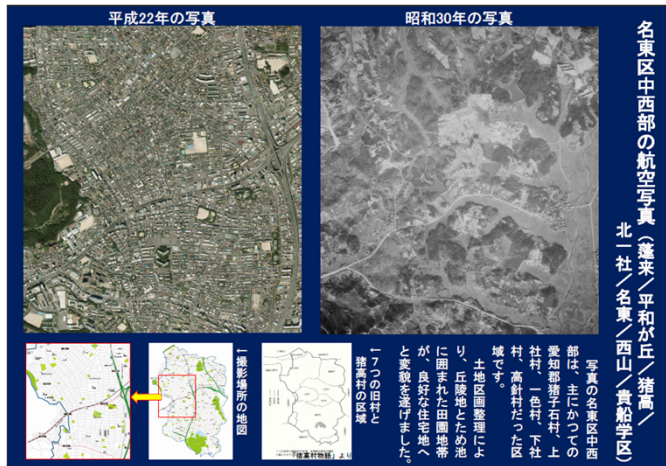 名東区中西部の航空写真(蓬来/平和が丘/猪高/
北一社/名東/西山/貴船学区)
昭和30年の写真
平成22年の写真
写真の名東区中西
部は、主にかつての
愛知郡猪子石村、上
社村、一色村、下社
村、高針村だった区
域です。
土地区画整理によ
り、丘陵地とため池
に囲まれた田園地帯
が、良好な住宅地へ
と変貌を遂げました。
←7つの旧村と
猪高村の区域
「猪高村物語」より
←撮影場所の地図